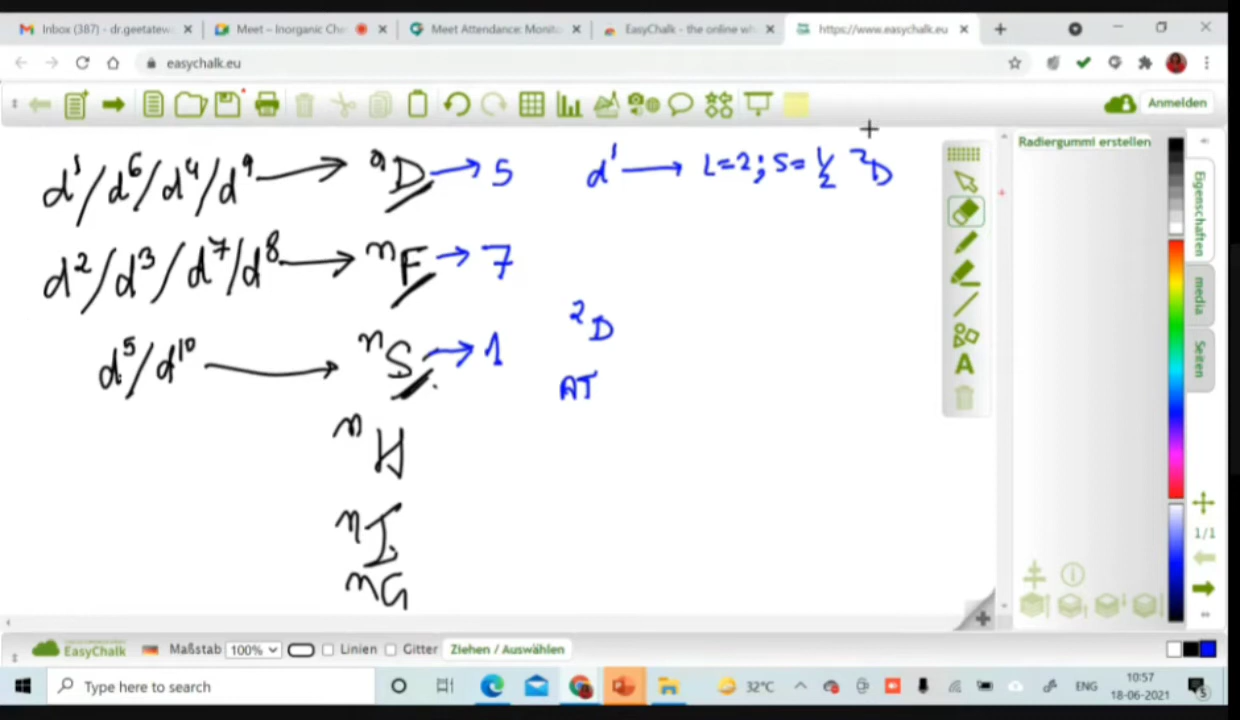 Inbox (387) - dr.geetatew
Meet – Inorganic Che
Meet Attendance: Monito
EasyChalk - the online wh
https://www.easychalk.eu
easychalk.eu
Anmelden
d¹/d⁶/d⁴/d⁹ → ⁿD → 5
d¹ → L=2; S=1/2 ²D
Radiergummi erstellen
Eigenschaften
d²/d³/d⁷/d⁸ → ⁿF → 7
media
²D
d⁵/d¹⁰ → ⁿS → 1
Seiten
A
AT
ⁿH
ⁿI
1/1
ⁿG
EasyChalk
Maßstab 100% Linien Gitter Ziehen / Auswählen
Type here to search
32°C
ENG
10:57
18-06-2021
5